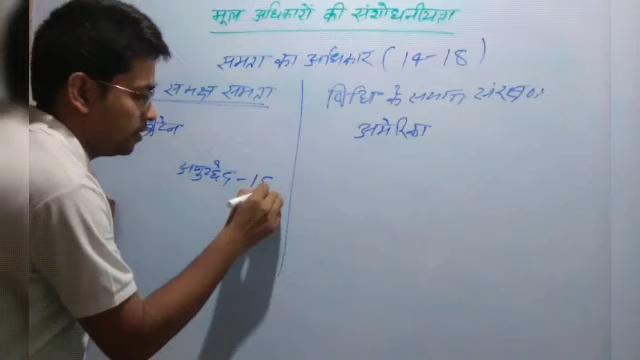 मूल अधिकारों की संशोधनीयता
समता का अधिकार (14-18)
समक्ष समता
विधि के समान संरक्षण
अमेरिका
अनुच्छेद - 15